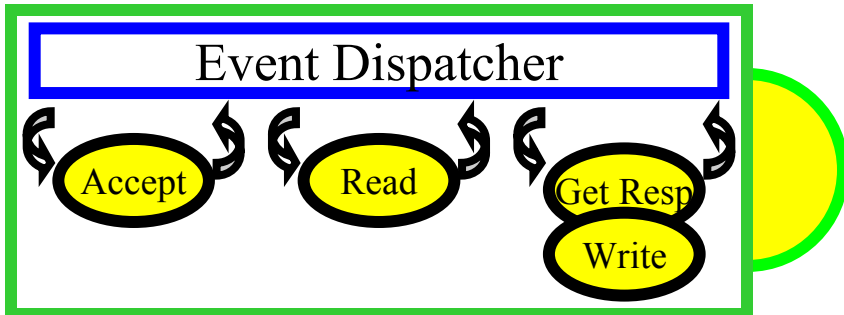 Event Dispatcher
Accept
Read
Get Resp
Write